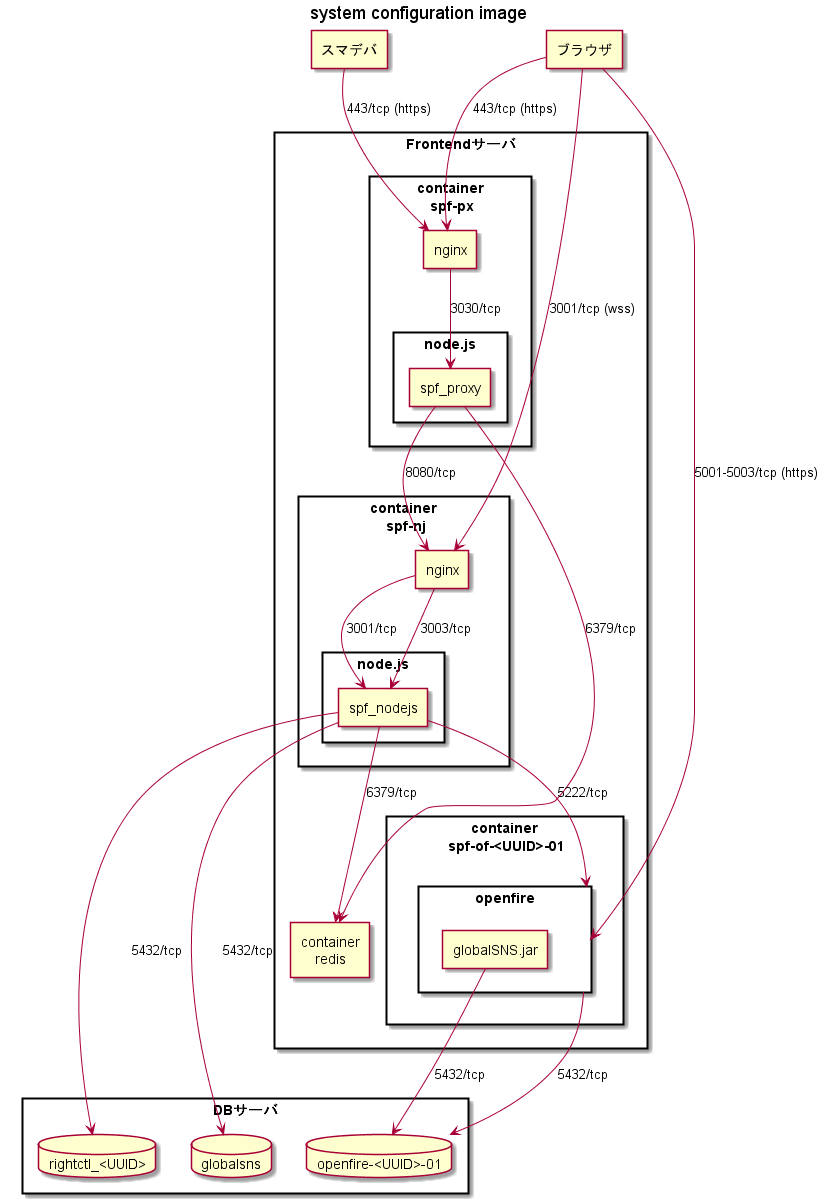 system configuration image
スマデバ
ブラウザ
443/tcp (https)
443/tcp (https)
Frontendサーバ
container
spf-px
nginx
3030/tcp
3001/tcp (wss)
node.js
spf_proxy
8080/tcp
5001-5003/tcp (https)
container
spf-nj
nginx
3001/tcp
3003/tcp
6379/tcp
node.js
spf_nodejs
6379/tcp
5222/tcp
container
spf-of-<UUID>-01
openfire
container
redis
globalSNS.jar
5432/tcp
5432/tcp
5432/tcp
5432/tcp
DBサーバ
rightctl_<UUID>
globalsns
openfire-<UUID>-01